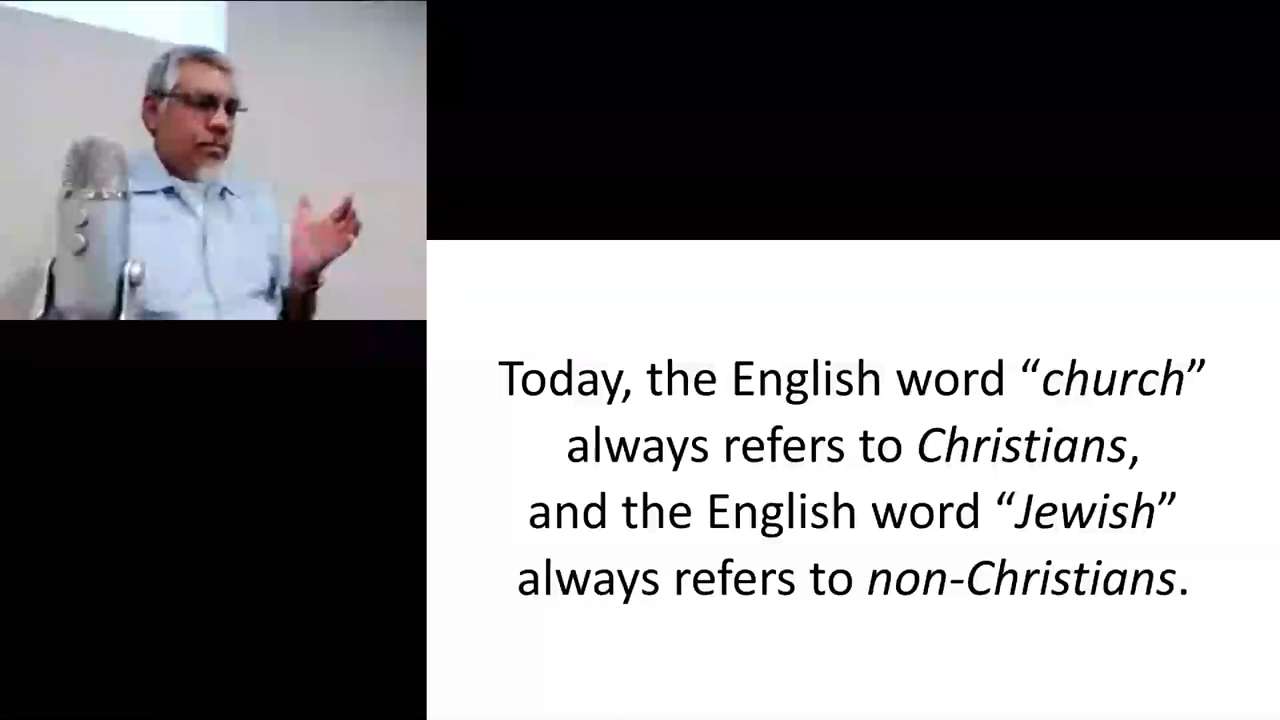 Today, the English word “church”
always refers to Christians,
and the English word “Jewish”
always refers to non-Christians.